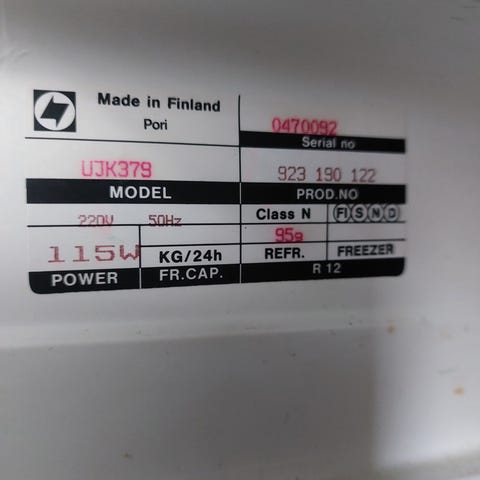 Made in Finland
Pori
0470092
Serial no
UJK379
923 190 122
MODEL
PROD.NO
220V 50Hz
Class N
FI S N D
95g
115W
KG/24h
REFR.
FREEZER
POWER
FR.CAP.
R 12